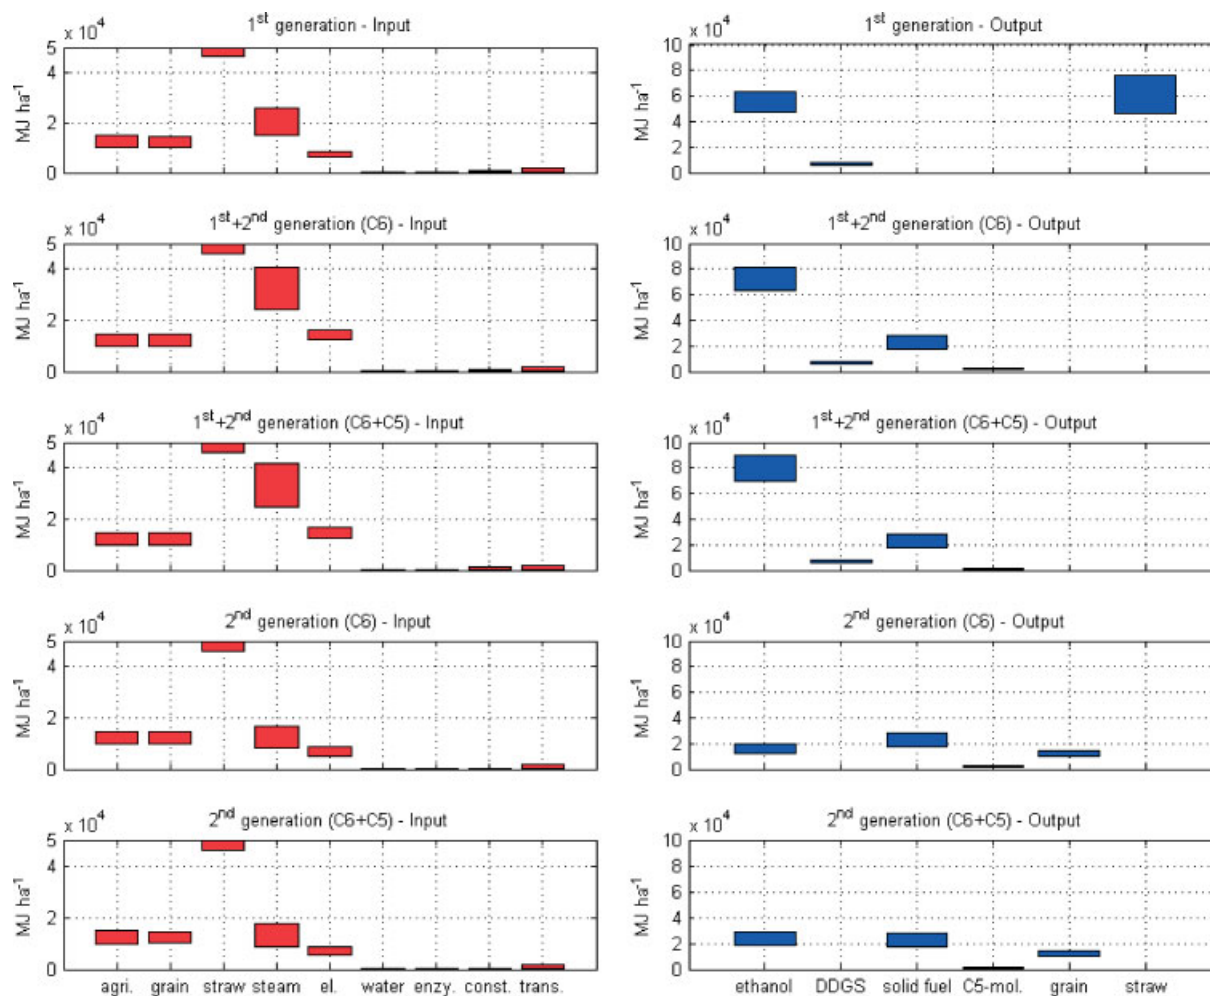 1st generation - Input
x 10^4
5
4
2
0
MJ ha-1
1st generation - Output
x 10^4
10
8
6
4
2
0
MJ ha-1
1st+2nd generation (C6) - Input
x 10^4
5
4
2
0
MJ ha-1
1st+2nd generation (C6) - Output
x 10^4
10
8
6
4
2
0
MJ ha-1
1st+2nd generation (C6+C5) - Input
x 10^4
5
4
2
0
MJ ha-1
1st+2nd generation (C6+C5) - Output
x 10^4
10
8
6
4
2
0
MJ ha-1
2nd generation (C6) - Input
x 10^4
5
4
2
0
MJ ha-1
2nd generation (C6) - Output
x 10^4
10
8
6
4
2
0
MJ ha-1
2nd generation (C6+C5) - Input
x 10^4
5
4
2
0
MJ ha-1
agri. grain straw steam el. water enzy. const. trans.
2nd generation (C6+C5) - Output
x 10^4
10
8
6
4
2
0
MJ ha-1
ethanol DDGS solid fuel C5-mol. grain straw